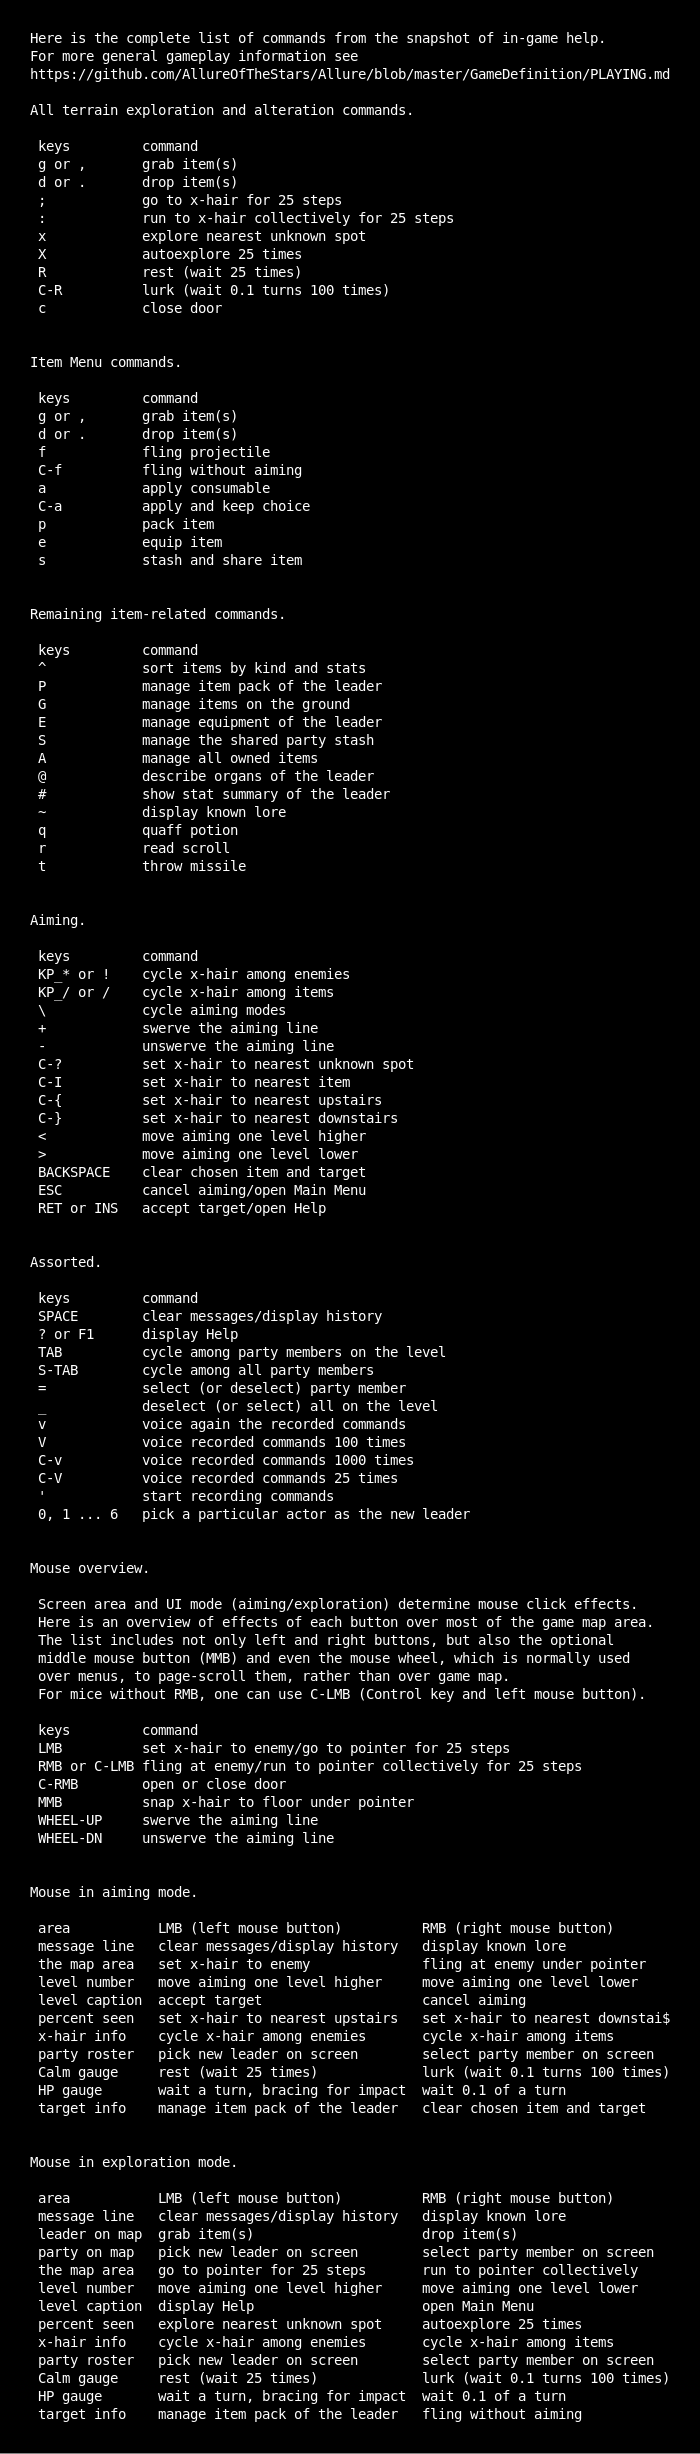 Here is the complete list of commands from the snapshot of in-game help.
For more general gameplay information see
https://github.com/AllureOfTheStars/Allure/blob/master/GameDefinition/PLAYING.md

All terrain exploration and alteration commands.

 keys         command
 g or ,       grab item(s)
 d or .       drop item(s)
 ;            go to x-hair for 25 steps
 :            run to x-hair collectively for 25 steps
 x            explore nearest unknown spot
 X            autoexplore 25 times
 R            rest (wait 25 times)
 C-R          lurk (wait 0.1 turns 100 times)
 c            close door

Item Menu commands.

 keys         command
 g or ,       grab item(s)
 d or .       drop item(s)
 f            fling projectile
 C-f          fling without aiming
 a            apply consumable
 C-a          apply and keep choice
 p            pack item
 e            equip item
 s            stash and share item

Remaining item-related commands.

 keys         command
 ^            sort items by kind and stats
 P            manage item pack of the leader
 G            manage items on the ground
 E            manage equipment of the leader
 S            manage the shared party stash
 A            manage all owned items
 @            describe organs of the leader
 #            show stat summary of the leader
 ~            display known lore
 q            quaff potion
 r            read scroll
 t            throw missile

Aiming.

 keys         command
 KP_* or !    cycle x-hair among enemies
 KP_/ or /    cycle x-hair among items
 \            cycle aiming modes
 +            swerve the aiming line
 -            unswerve the aiming line
 C-?          set x-hair to nearest unknown spot
 C-I          set x-hair to nearest item
 C-{          set x-hair to nearest upstairs
 C-}          set x-hair to nearest downstairs
 <            move aiming one level higher
 >            move aiming one level lower
 BACKSPACE    clear chosen item and target
 ESC          cancel aiming/open Main Menu
 RET or INS   accept target/open Help

Assorted.

 keys         command
 SPACE        clear messages/display history
 ? or F1      display Help
 TAB          cycle among party members on the level
 S-TAB        cycle among all party members
 =            select (or deselect) party member
 _            deselect (or select) all on the level
 v            voice again the recorded commands
 V            voice recorded commands 100 times
 C-v          voice recorded commands 1000 times
 C-V          voice recorded commands 25 times
 '            start recording commands
 0, 1 ... 6   pick a particular actor as the new leader

Mouse overview.

 Screen area and UI mode (aiming/exploration) determine mouse click effects.
 Here is an overview of effects of each button over most of the game map area.
 The list includes not only left and right buttons, but also the optional
 middle mouse button (MMB) and even the mouse wheel, which is normally used
 over menus, to page-scroll them, rather than over game map.
 For mice without RMB, one can use C-LMB (Control key and left mouse button).

 keys         command
 LMB          set x-hair to enemy/go to pointer for 25 steps
 RMB or C-LMB fling at enemy/run to pointer collectively for 25 steps
 C-RMB        open or close door
 MMB          snap x-hair to floor under pointer
 WHEEL-UP     swerve the aiming line
 WHEEL-DN     unswerve the aiming line

Mouse in aiming mode.

 area           LMB (left mouse button)          RMB (right mouse button)
 message line   clear messages/display history   display known lore
 the map area   set x-hair to enemy              fling at enemy under pointer
 level number   move aiming one level higher     move aiming one level lower
 level caption  accept target                    cancel aiming
 percent seen   set x-hair to nearest upstairs   set x-hair to nearest downstai$
 x-hair info    cycle x-hair among enemies       cycle x-hair among items
 party roster   pick new leader on screen        select party member on screen
 Calm gauge     rest (wait 25 times)             lurk (wait 0.1 turns 100 times)
 HP gauge       wait a turn, bracing for impact  wait 0.1 of a turn
 target info    manage item pack of the leader   clear chosen item and target

Mouse in exploration mode.

 area           LMB (left mouse button)          RMB (right mouse button)
 message line   clear messages/display history   display known lore
 leader on map  grab item(s)                     drop item(s)
 party on map   pick new leader on screen        select party member on screen
 the map area   go to pointer for 25 steps       run to pointer collectively
 level number   move aiming one level higher     move aiming one level lower
 level caption  display Help                     open Main Menu
 percent seen   explore nearest unknown spot     autoexplore 25 times
 x-hair info    cycle x-hair among enemies       cycle x-hair among items
 party roster   pick new leader on screen        select party member on screen
 Calm gauge     rest (wait 25 times)             lurk (wait 0.1 turns 100 times)
 HP gauge       wait a turn, bracing for impact  wait 0.1 of a turn
 target info    manage item pack of the leader   fling without aiming